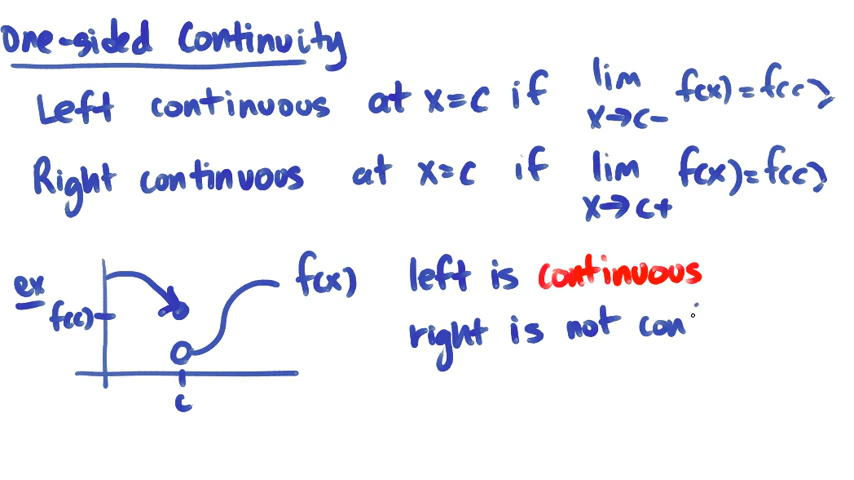 One-sided Continuity
Left continuous at x=c if lim x→c- f(x)=f(c)
Right continuous at x=c if lim x→c+ f(x)=f(c)
ex
f(x)
f(c)
c
left is continuous
right is not con